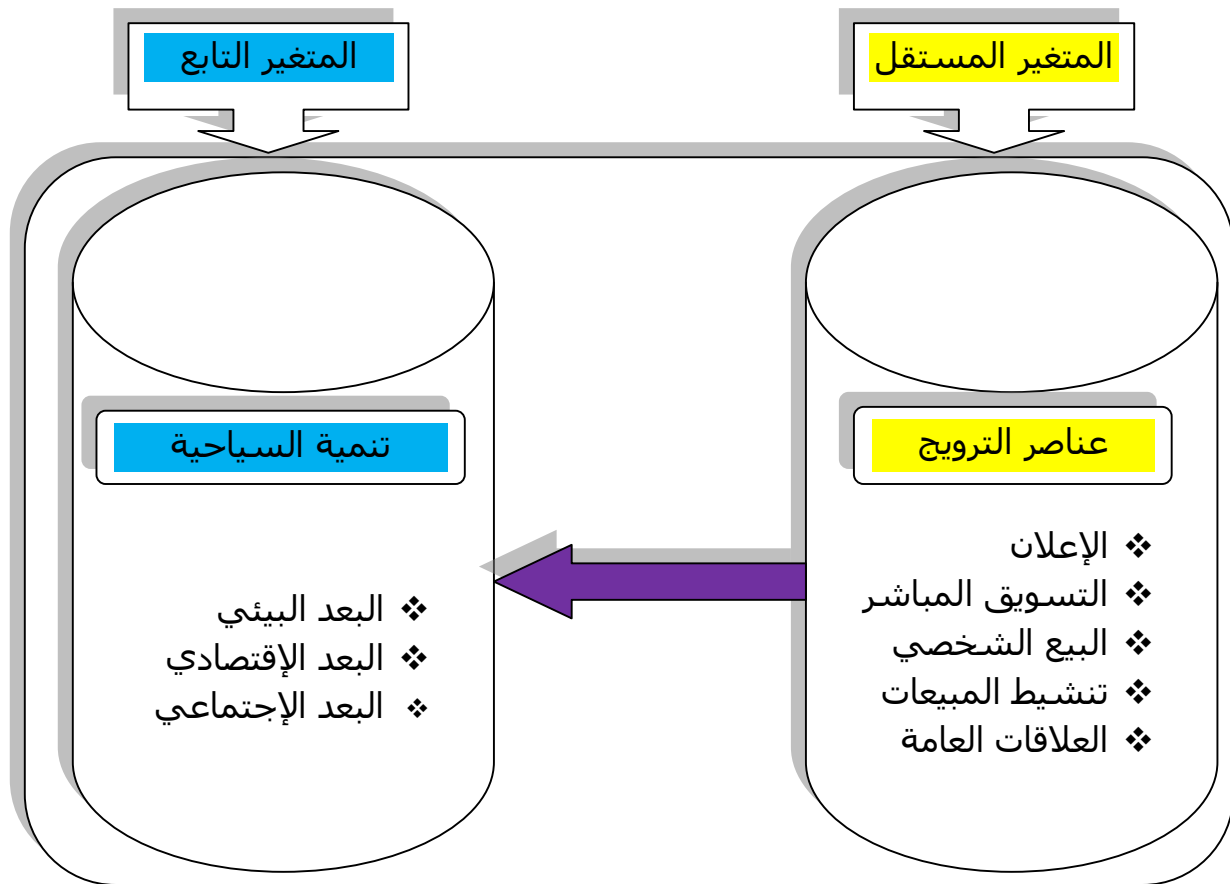 المتغير المستقل
المتغير التابع
عناصر الترويج
❖ الإعلان
❖ التسويق المباشر
❖ البيع الشخصي
❖ تنشيط المبيعات
❖ العلاقات العامة
تنمية السياحية
❖ البعد البيئي
❖ البعد الإقتصادي
❖ البعد الإجتماعي